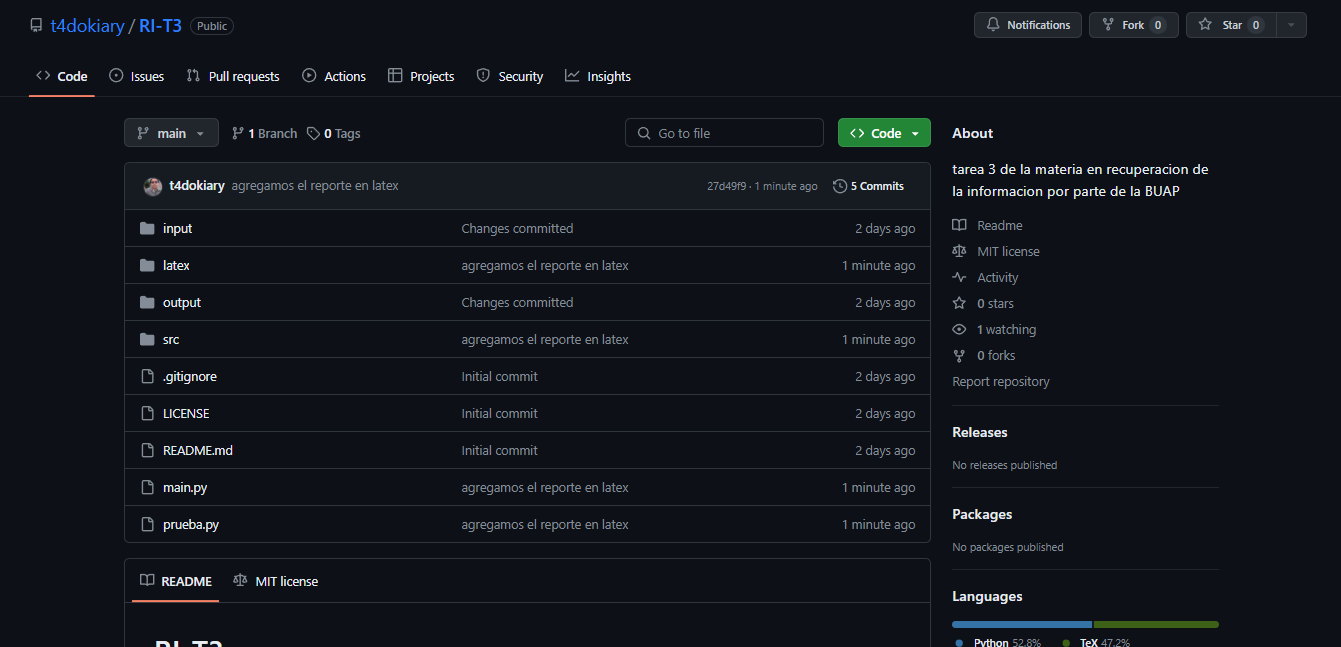 t4dokiary / RI-T3 Public
Notifications
Fork 0
Star 0
Code
Issues
Pull requests
Actions
Projects
Security
Insights
main
1 Branch
0 Tags
Go to file
Code
t4dokiary agregamos el reporte en latex 27d49f9 · 1 minute ago 5 Commits
input Changes committed 2 days ago
latex agregamos el reporte en latex 1 minute ago
output Changes committed 2 days ago
src agregamos el reporte en latex 1 minute ago
.gitignore Initial commit 2 days ago
LICENSE Initial commit 2 days ago
README.md Initial commit 2 days ago
main.py agregamos el reporte en latex 1 minute ago
prueba.py agregamos el reporte en latex 1 minute ago
README
MIT license
RI-T3
About
tarea 3 de la materia en recuperacion de
la informacion por parte de la BUAP
Readme
MIT license
Activity
0 stars
1 watching
0 forks
Report repository
Releases
No releases published
Packages
No packages published
Languages
Python 52.8% TeX 47.2%